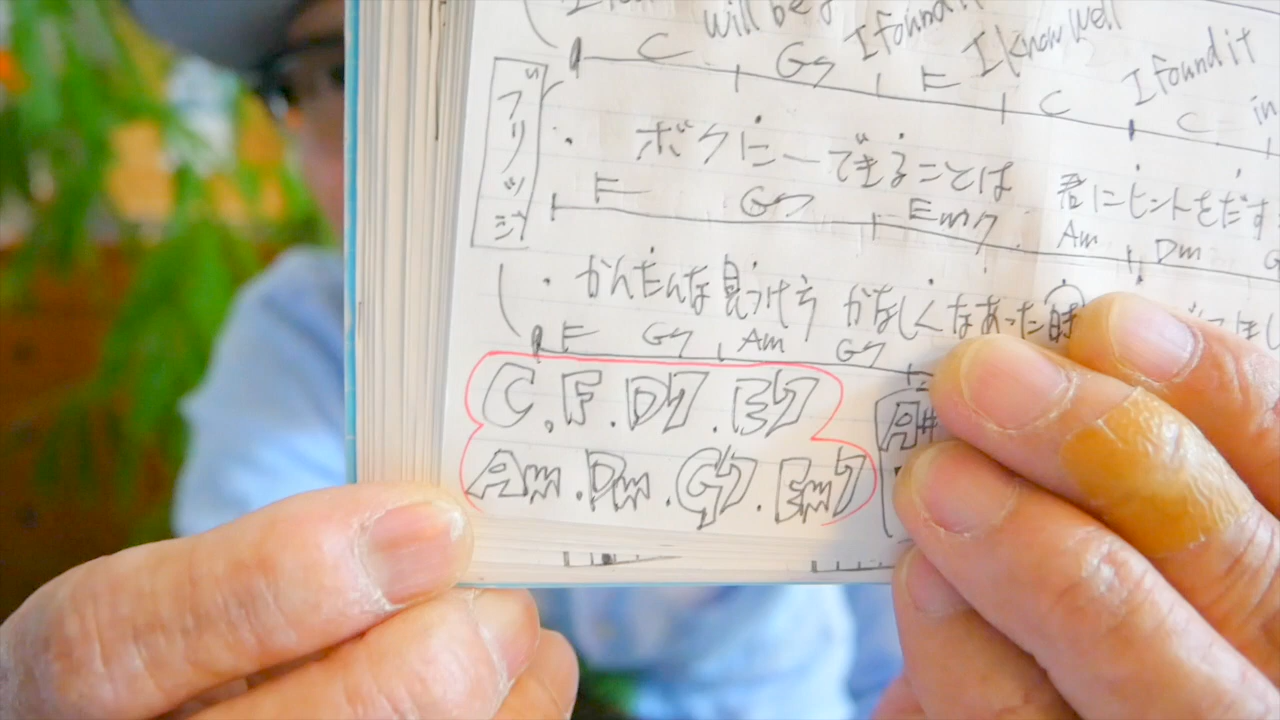 will be I found it I know well I found it
C G7 F C C in
ブリッジ
ボクにーできることは 君にヒントをだす
F G7 Em7 Am Dm G
かんたんな見つけ方 かなしくなあった時
F G7 Am G7
C.F.D7.E7 A#
Am.Dm.G7.Em7